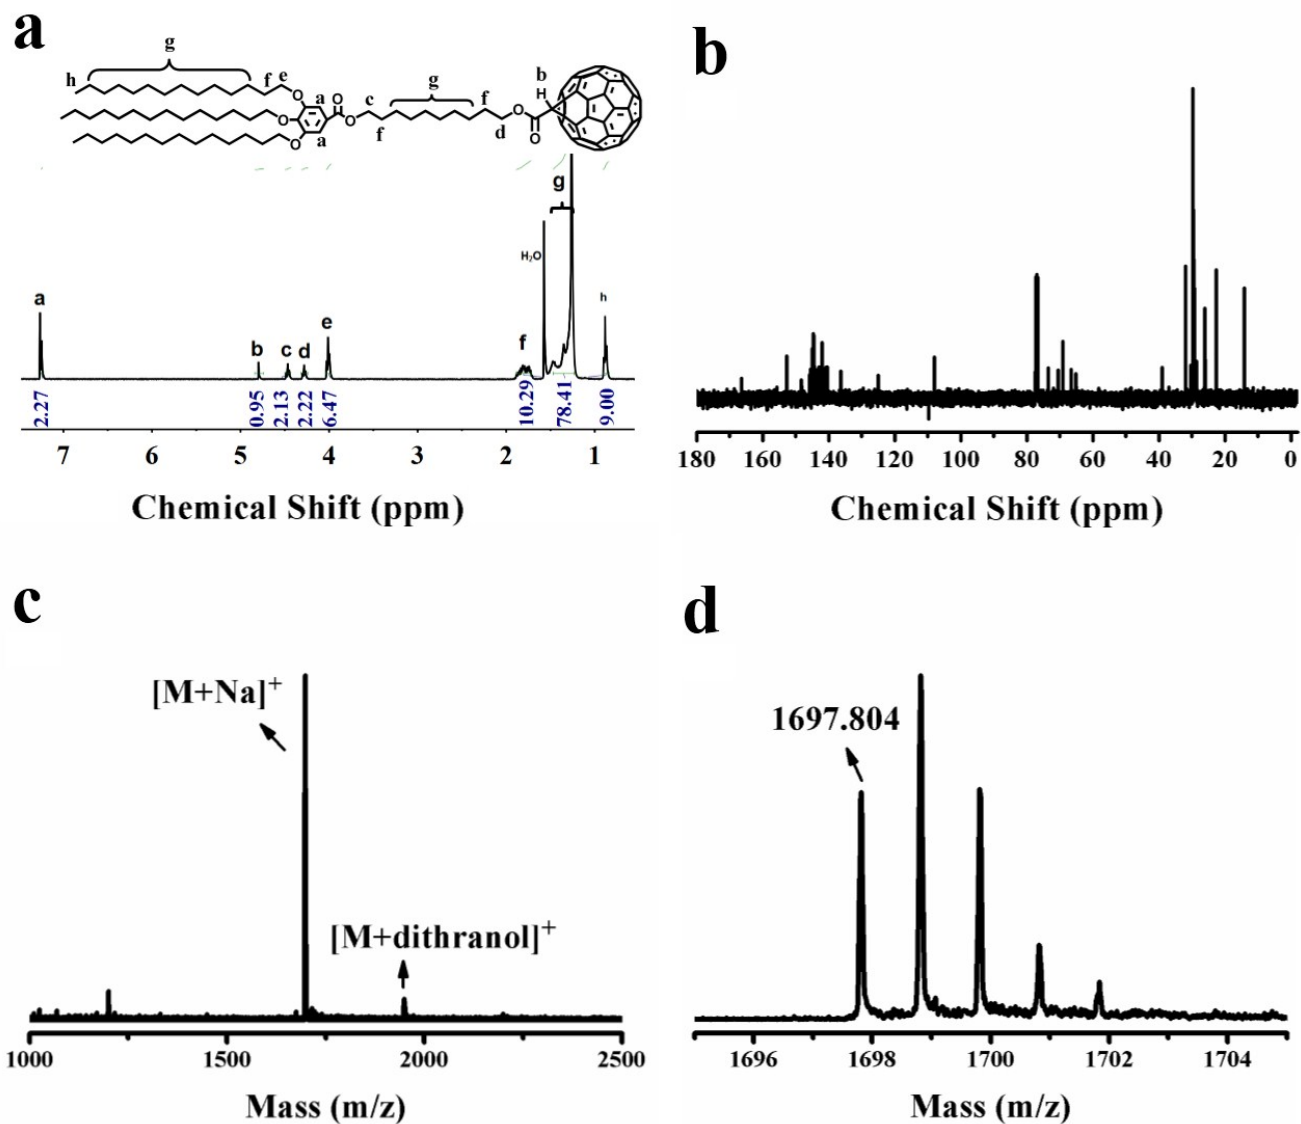 a
g
h
f e
O
a
O
O
a
O
O
c
f
g
f
d
O
O
b
H
a
b
c
d
e
f
H₂O
g
h
2.27
0.95
2.13
2.22
6.47
10.29
78.41
9.00
7 6 5 4 3 2 1
Chemical Shift (ppm)
b
180 160 140 120 100 80 60 40 20 0
Chemical Shift (ppm)
c
[M+Na]⁺
[M+dithranol]⁺
1000 1500 2000 2500
Mass (m/z)
d
1697.804
1696 1698 1700 1702 1704
Mass (m/z)